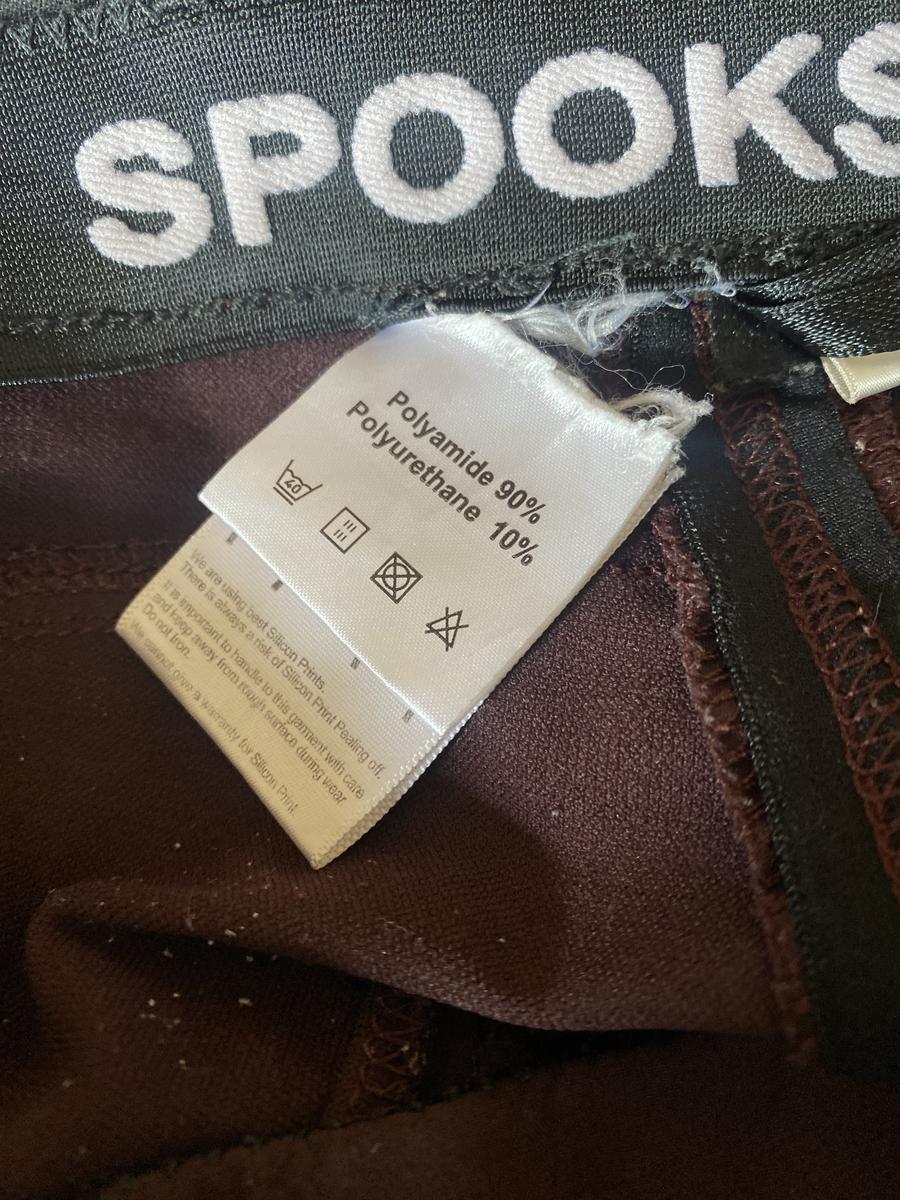 SPOOKS
Polyamide 90%
Polyurethane 10%
40
We are using best Silicon Prints.
There is always a risk of Silicon Print Pealing off.
It is important to handle to this garment with care
and keep away from rough surface during wear
Do not Iron.
We cannot give a warranty for Silicon Print